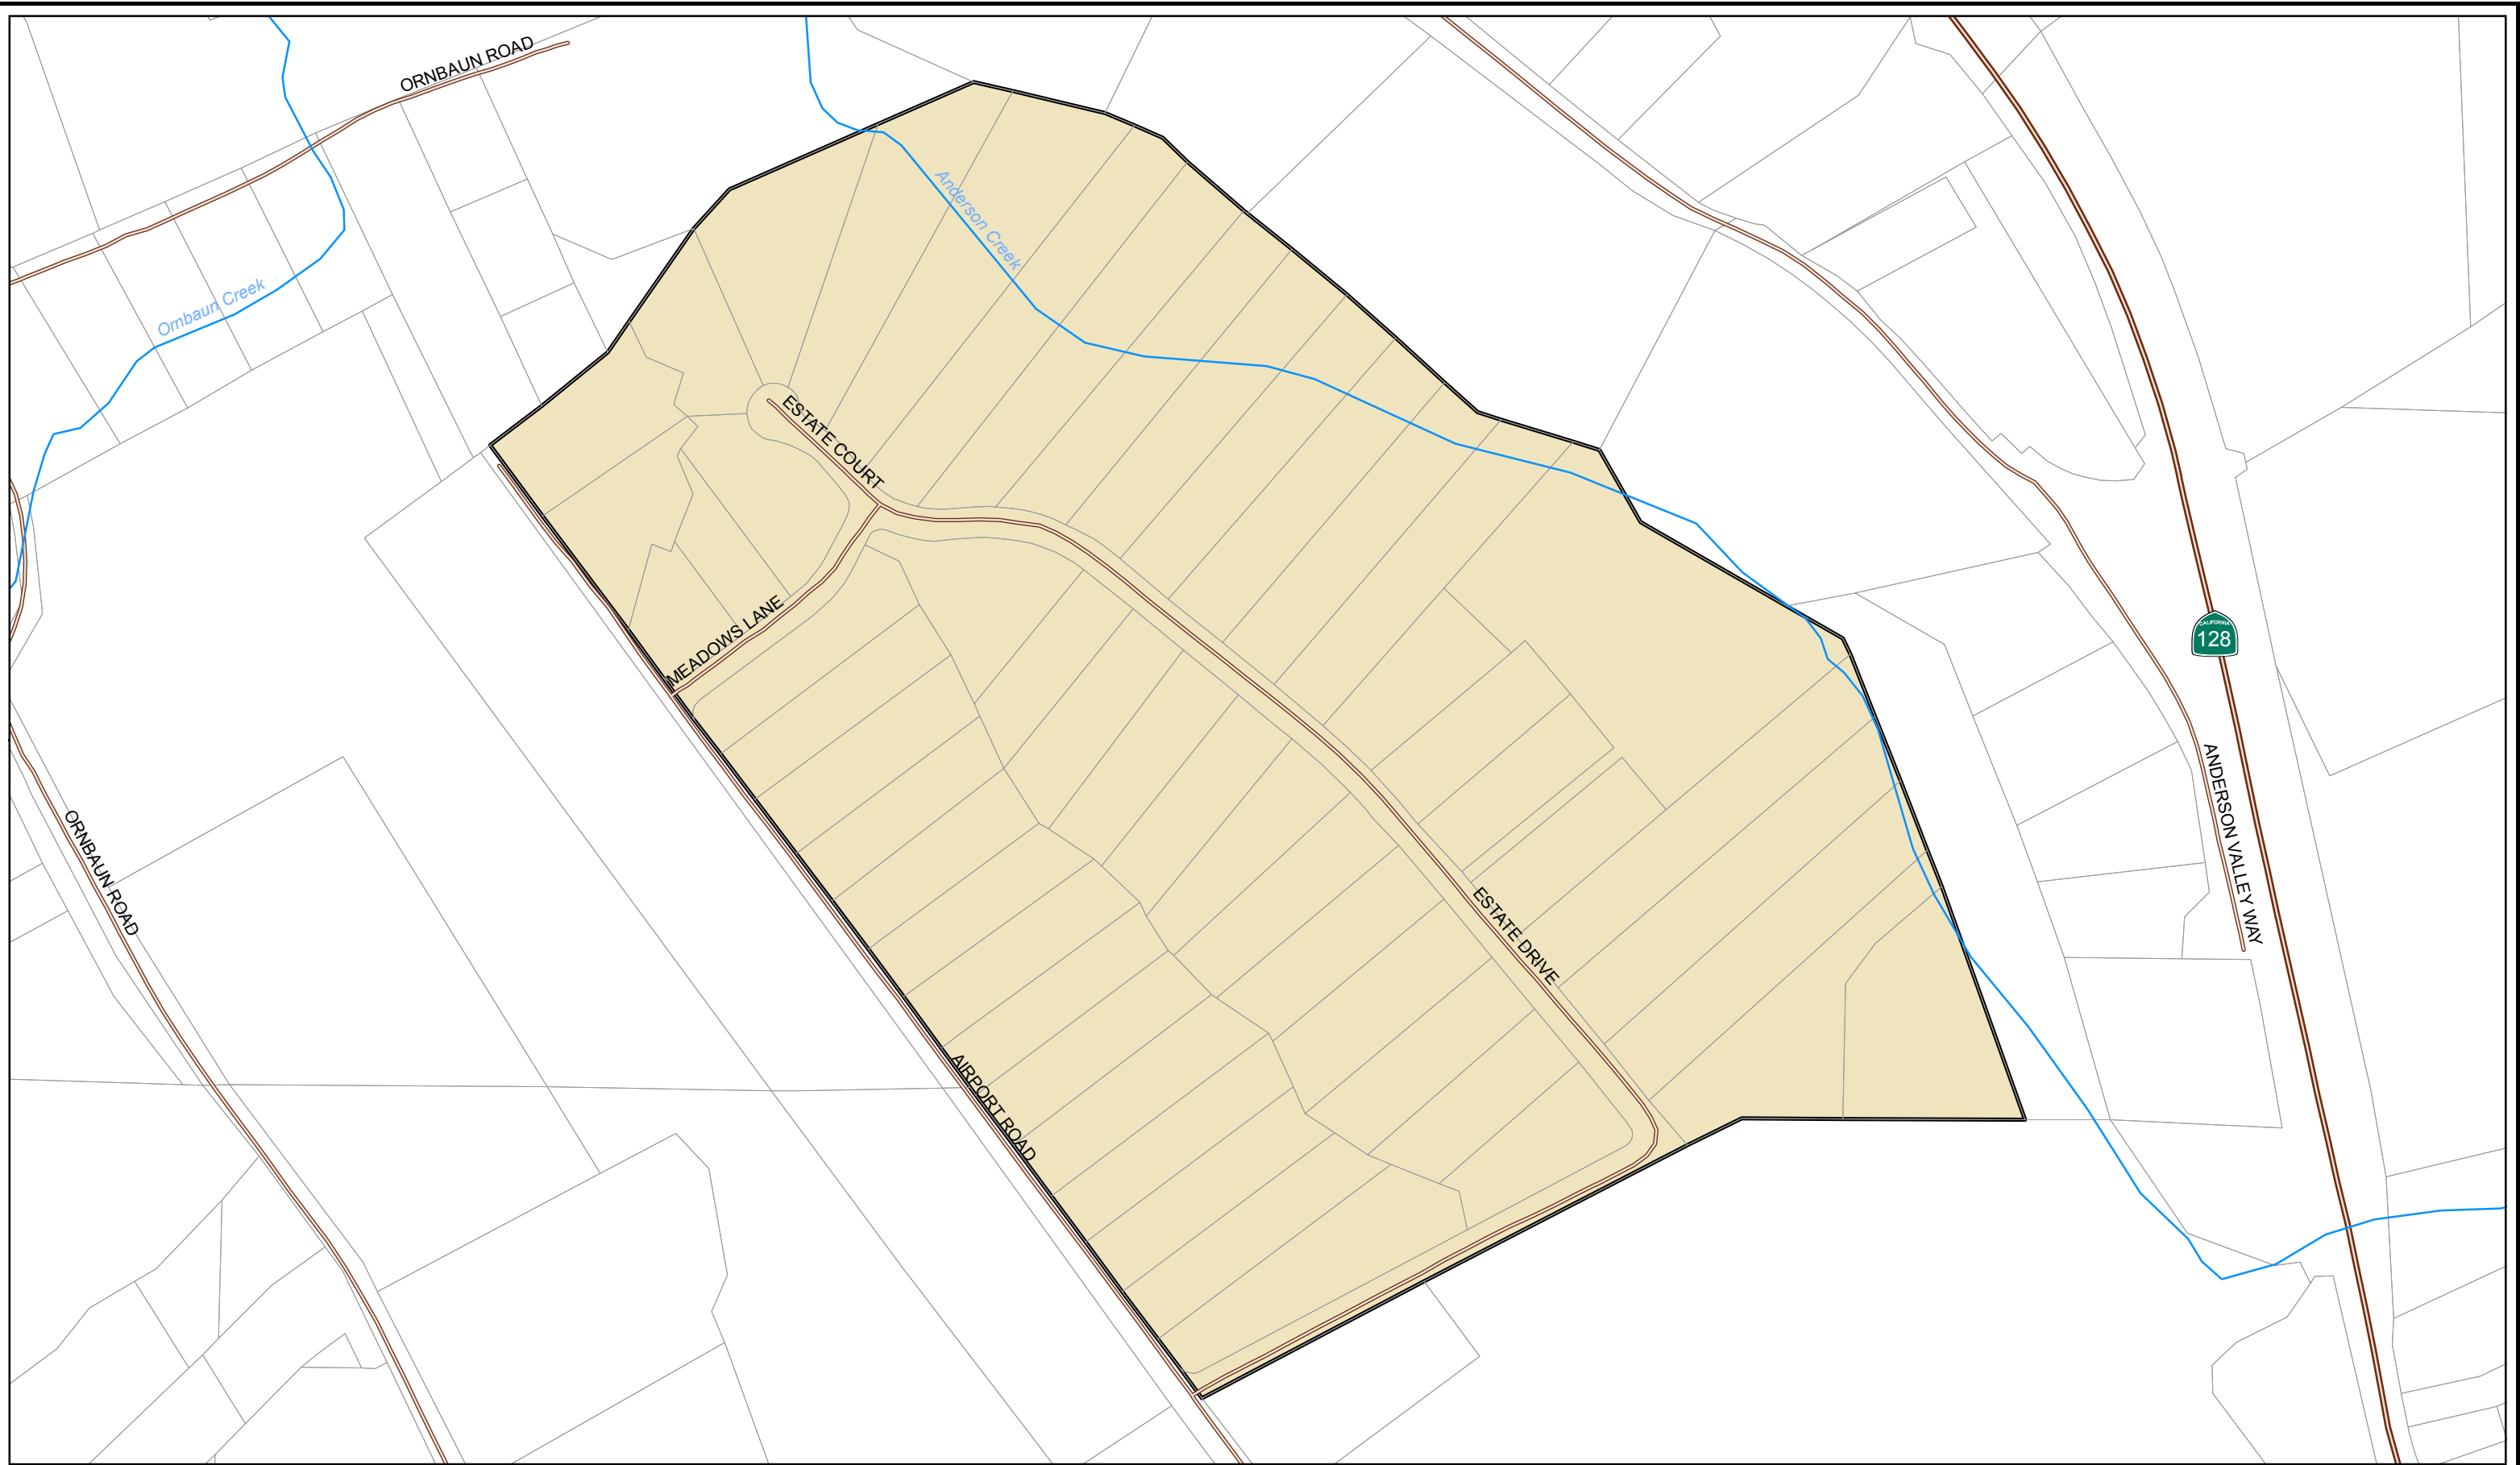 ORNBAUN ROAD
Anderson Creek
Ornbaun Creek
ESTATE COURT
MEADOWS LANE
CALIFORNIA
128
ANDERSON VALLEY WAY
ORNBAUN ROAD
ESTATE DRIVE
AIRPORT ROAD